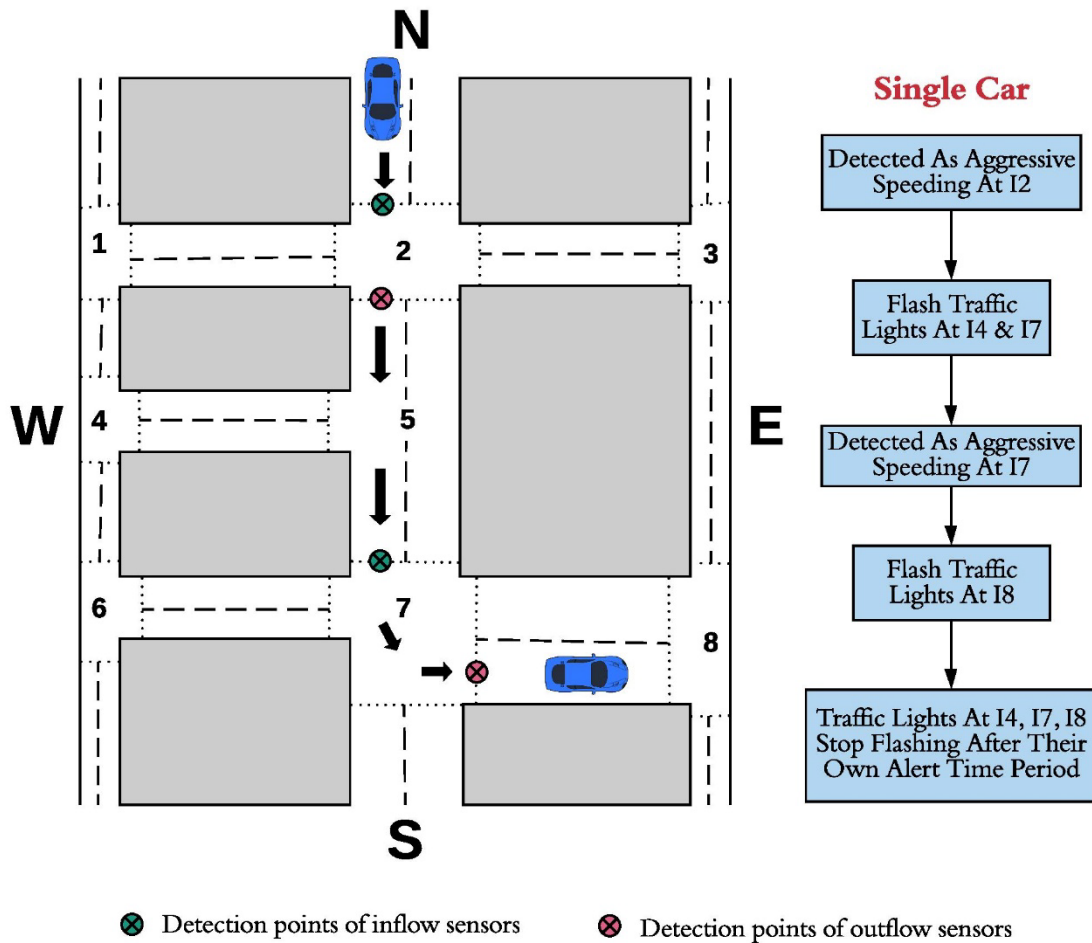 N
Single Car
Detected As Aggressive
Speeding At I2
1
2
3
Flash Traffic
Lights At I4 & I7
W
4
5
E
Detected As Aggressive
Speeding At I7
Flash Traffic
Lights At I8
6
7
8
Traffic Lights At I4, I7, I8
Stop Flashing After Their
Own Alert Time Period
S
Detection points of inflow sensors
Detection points of outflow sensors